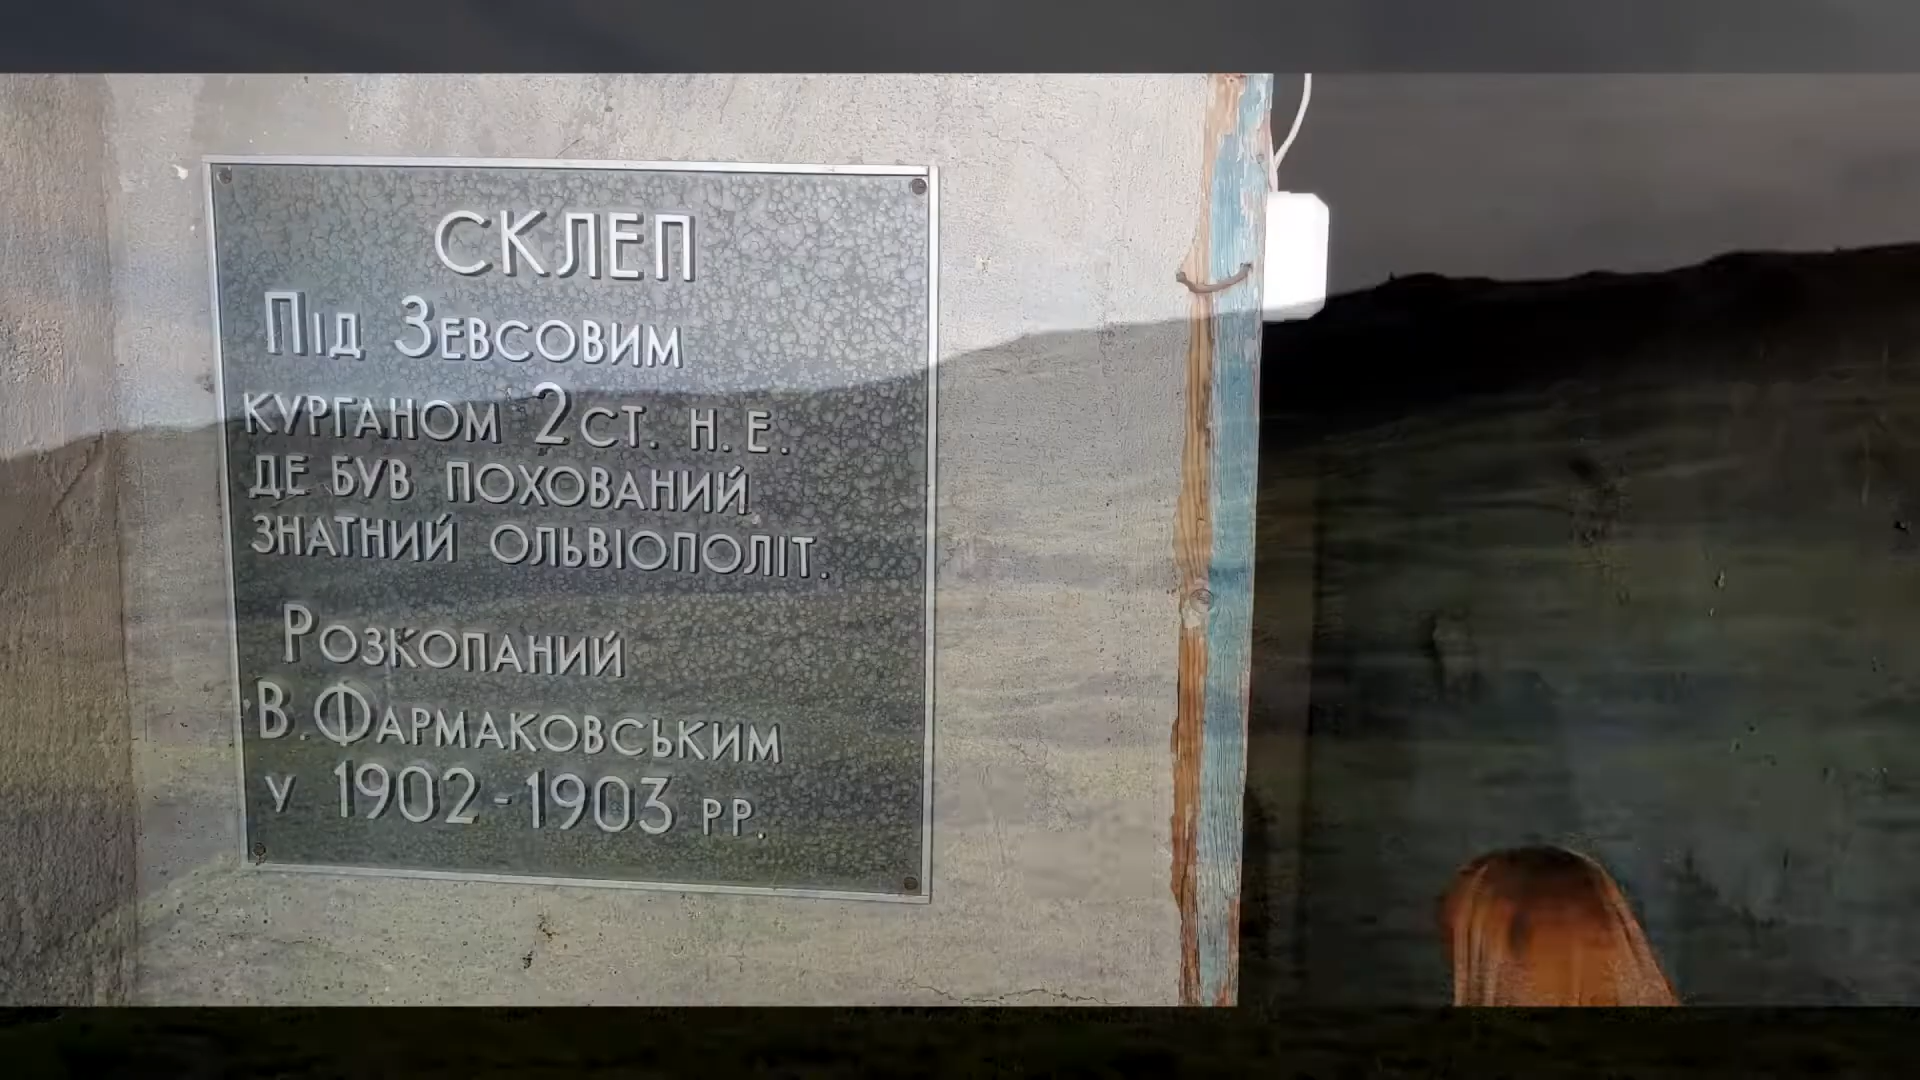 СКЛЕП
Під Зевсовим
курганом 2 ст. н.е.
де був похований
знатний ольвіополіт.
Розкопаний
В. Фармаковським
у 1902-1903 рр.